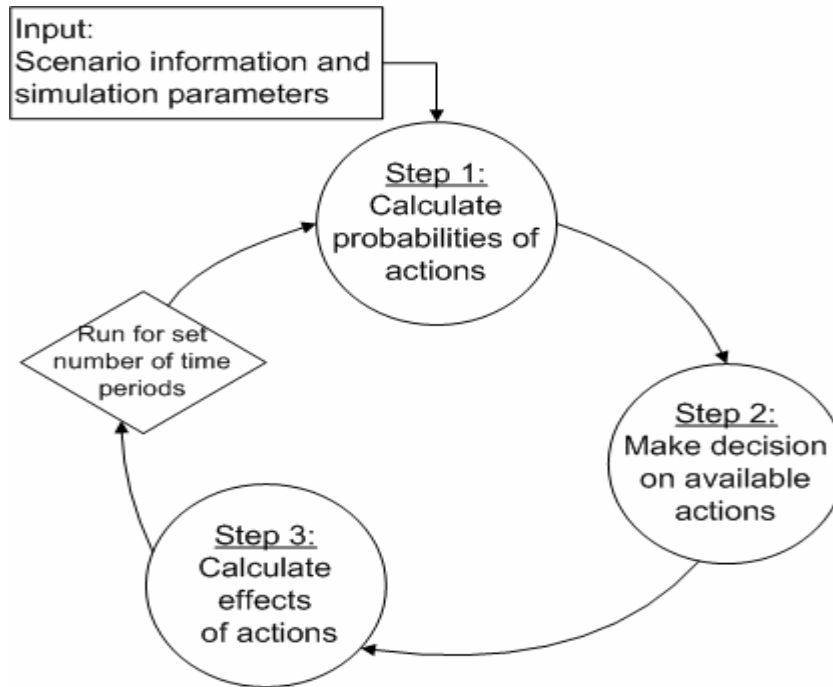 Input:
Scenario information and
simulation parameters
Step 1:
Calculate
probabilities of
actions
Step 2:
Make decision
on available
actions
Step 3:
Calculate
effects
of actions
Run for set
number of time
periods